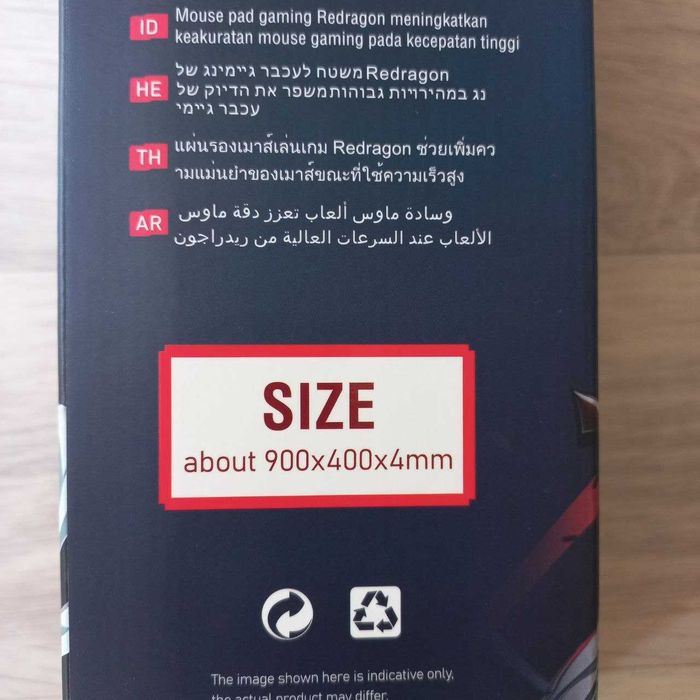 ID
Mouse pad gaming Redragon meningkatkan
keakuratan mouse gaming pada kecepatan tinggi
HE
משטח לעכבר גיימינג של Redragon
נג במהירויות גבוהותמשפר את הדיוק של
עכבר גיימי
TH
แผ่นรองเมาส์เล่นเกม Redragon ช่วยเพิ่มคว
ามแม่นยำของเมาส์ขณะที่ใช้ความเร็วสูง
AR
وسادة ماوس ألعاب تعزز دقة ماوس
الألعاب عند السرعات العالية من ريدراجون
SIZE
about 900x400x4mm
The image shown here is indicative only,
the actual product may differ.